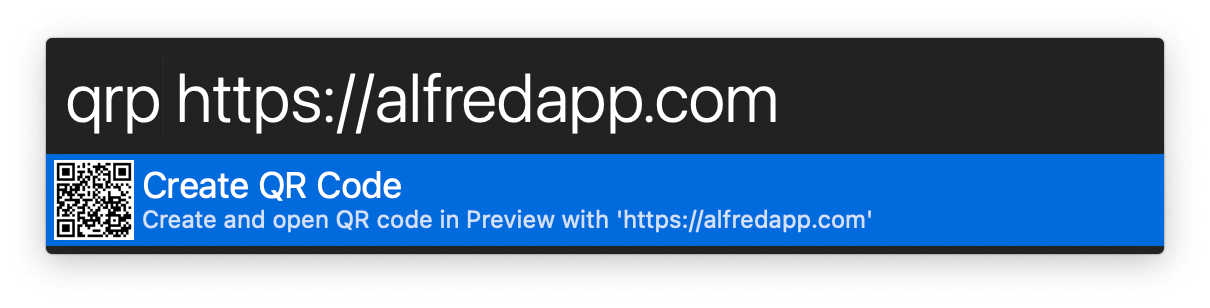 qrp https://alfredapp.com
Create QR Code
Create and open QR code in Preview with 'https://alfredapp.com'